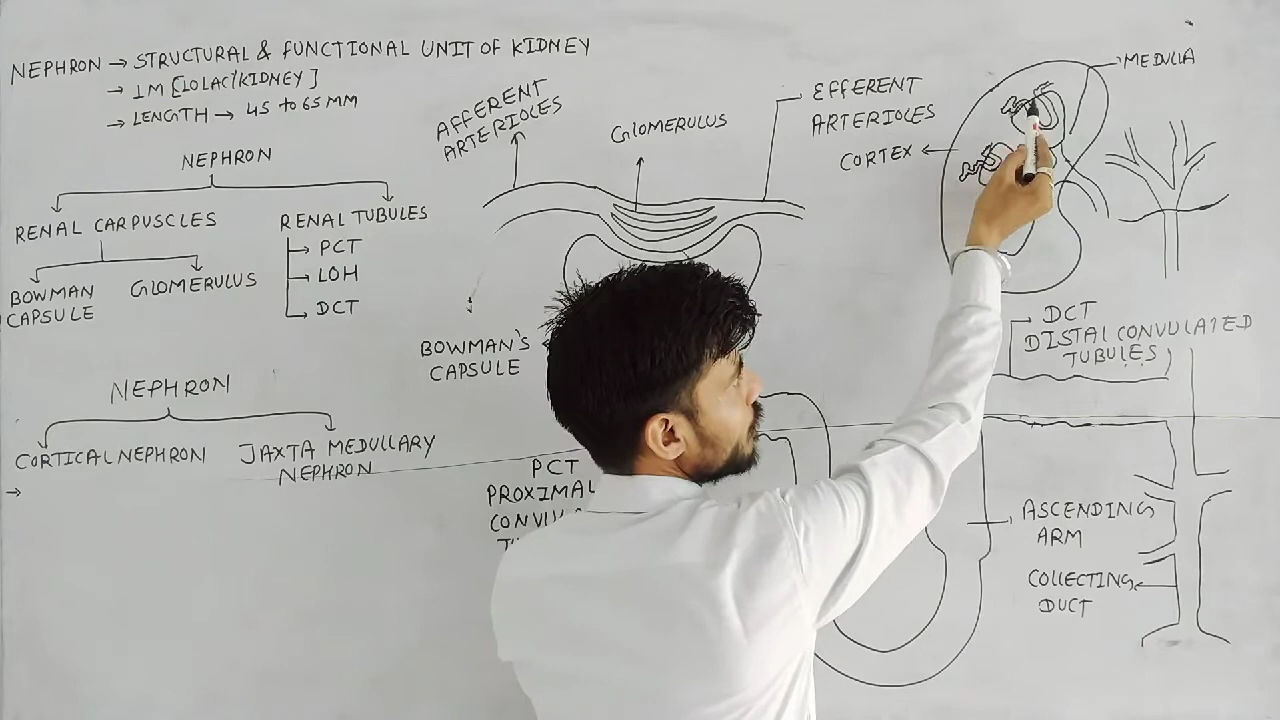 NEPHRON → STRUCTURAL & FUNCTIONAL UNIT OF KIDNEY
→ 1M [10LAC/KIDNEY]
→ LENGTH → 45 to 65 MM
NEPHRON
RENAL CARPUSCLES
RENAL TUBULES
→ PCT
→ LOH
→ DCT
BOWMAN
CAPSULE
GLOMERULUS
NEPHRON
CORTICAL NEPHRON
JAXTA MEDULLARY
NEPHRON
→
AFFERENT
ARTERIOLES
GLOMERULUS
EFFERENT
ARTERIOLES
CORTEX
MEDULLA
BOWMAN'S
CAPSULE
PCT
PROXIMAL
DCT
DISTAL CONVULATED
TUBULES
ASCENDING
ARM
COLLECTING
DUCT